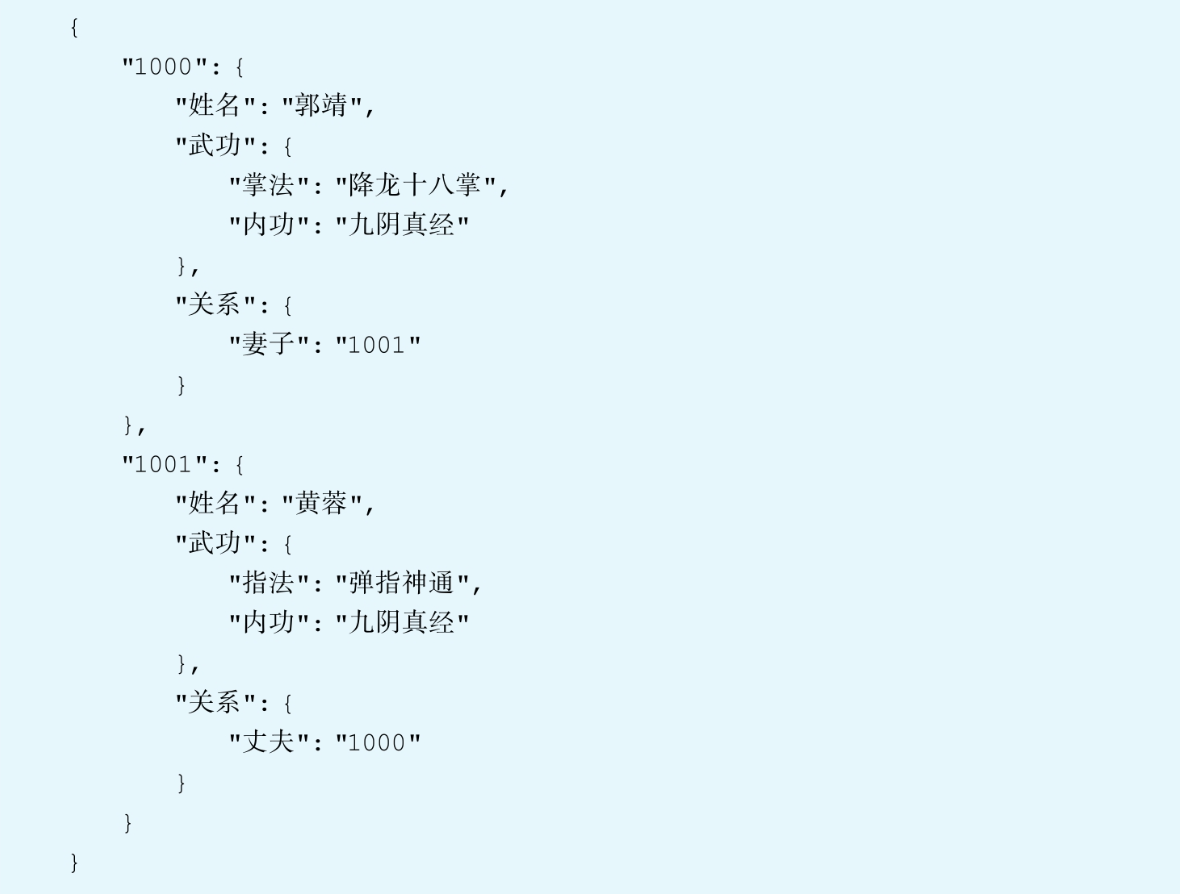 {
"1000": {
"姓名": "郭靖",
"武功": {
"掌法": "降龙十八掌",
"内功": "九阴真经"
},
"关系": {
"妻子": "1001"
}
},
"1001": {
"姓名": "黄蓉",
"武功": {
"指法": "弹指神通",
"内功": "九阴真经"
},
"关系": {
"丈夫": "1000"
}
}
}